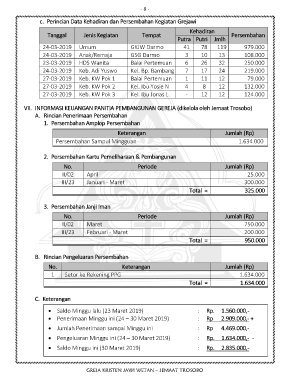 - 8 -
c. Perincian Data Kehadiran dan Persembahan Kegiatan Gerejawi
Tanggal Jenis Kegiatan Tempat Kehadiran Persembahan
Putra Putri Jmlh
24-03-2019 Umum GKJW Darmo 41 78 119 979.000
24-03-2019 Anak/Remaja GSG Darmo 3 10 13 108.000
23-03-2019 HDS Wanita Balai Pertemuan 6 26 32 250.000
26-03-2019 Keb. Adi Yuswo Kel. Bp. Bambang 7 17 24 219.000
27-03-2019 Keb. KW Pok 1 Balai Pertemuan 1 11 12 79.000
27-03-2019 Keb. KW Pok 2 Kel. Ibu Yosie N 4 8 12 132.000
27-03-2019 Keb. KW Pok 3 Kel. Ibu Ipras L - 12 12 124.000
VII. INFORMASI KEUANGAN PANITIA PEMBANGUNAN GEREJA (dikelola oleh Jemaat Trosobo)
A. Rincian Penerimaan Persembahan
1. Persembahan Amplop Persembahan
Keterangan Jumlah (Rp)
Persembahan Sampul Mingguan 1.634.000
2. Persembahan Kartu Pemeliharaan & Pembangunan
No. Periode Jumlah (Rp)
II/02 April 25.000
III/23 Januari - Maret 300.000
Total = 325.000
3. Persembahan Janji Iman
No. Periode Jumlah (Rp)
II/02 Maret 750.000
III/23 Februari - Maret 200.000
Total = 950.000
B. Rincian Pengeluaran Persembahan
No. Keterangan Jumlah (Rp)
1 Setor ke Rekening PPG 1.634.000
Total = 1.634.000
C. Keterangan
• Saldo Minggu lalu (23 Maret 2019) : Rp. 1.560.000,-
• Penerimaan Minggu ini (24 – 30 Maret 2019) : Rp 2.909.000,- +
• Jumlah Penerimaan sampai Minggu ini : Rp 4.469.000,-
• Pengeluaran Minggu ini (24 – 30 Maret 2019) : Rp 1.634.000,- -
• Saldo Minggu ini (30 Maret 2019) : Rp 2.835.000,-
GREJA KRISTEN JAWI WETAN – JEMAAT TROSOBO